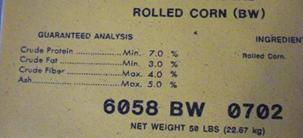 ROLLED CORN (BW)
GUARANTEED ANALYSIS
Crude Protein ............ Min. 7.0 %
Crude Fat ............ Min. 3.0 %
Crude Fiber ............ Max. 4.0 %
Ash ............ Max. 5.0 %
INGREDIEN
Rolled Corn.
6058 BW 0702
NET WEIGHT 50 LBS (22.67 kg)